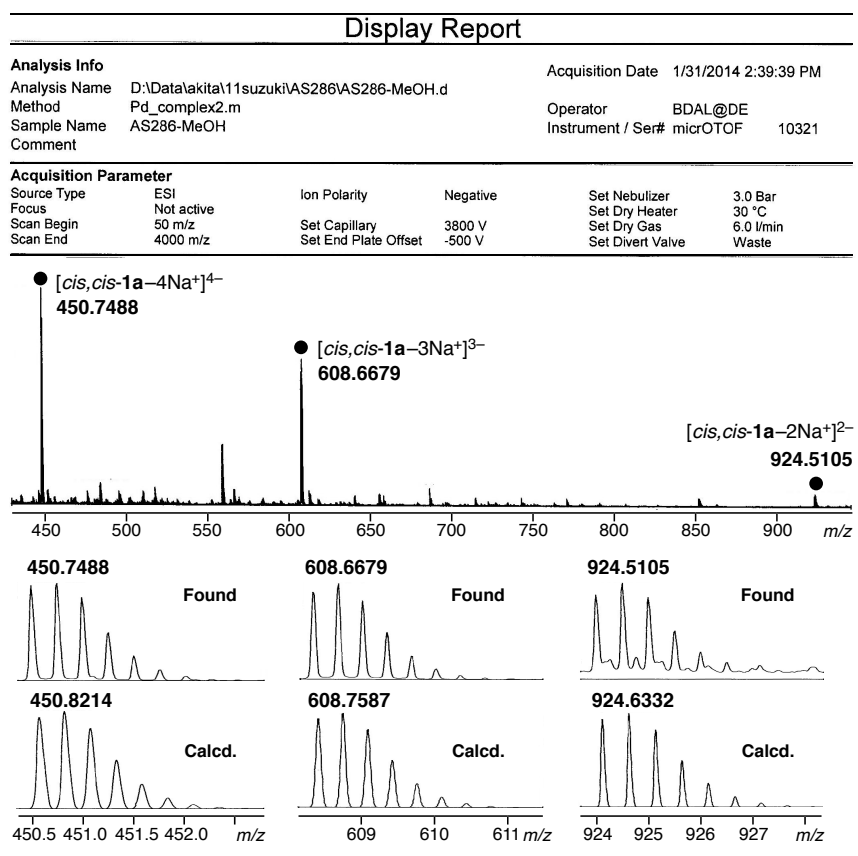 Display Report
Analysis Info
Acquisition Date 1/31/2014 2:39:39 PM
Analysis Name D:\Data\akita\11suzuki\AS286\AS286-MeOH.d
Method Pd_complex2.m
Operator BDAL@DE
Sample Name AS286-MeOH
Instrument / Ser# micrOTOF 10321
Comment
Acquisition Parameter
Source Type ESI Ion Polarity Negative Set Nebulizer 3.0 Bar
Focus Not active Set Dry Heater 30 °C
Scan Begin 50 m/z Set Capillary 3800 V Set Dry Gas 6.0 l/min
Scan End 4000 m/z Set End Plate Offset -500 V Set Divert Valve Waste
[cis,cis-1a–4Na⁺]⁴⁻
450.7488
[cis,cis-1a–3Na⁺]³⁻
608.6679
[cis,cis-1a–2Na⁺]²⁻
924.5105
450 500 550 600 650 700 750 800 850 900 m/z
450.7488 608.6679 924.5105
Found Found Found
450.8214 608.7587 924.6332
Calcd. Calcd. Calcd.
450.5 451.0 451.5 452.0 m/z 609 610 611 m/z 924 925 926 927 m/z